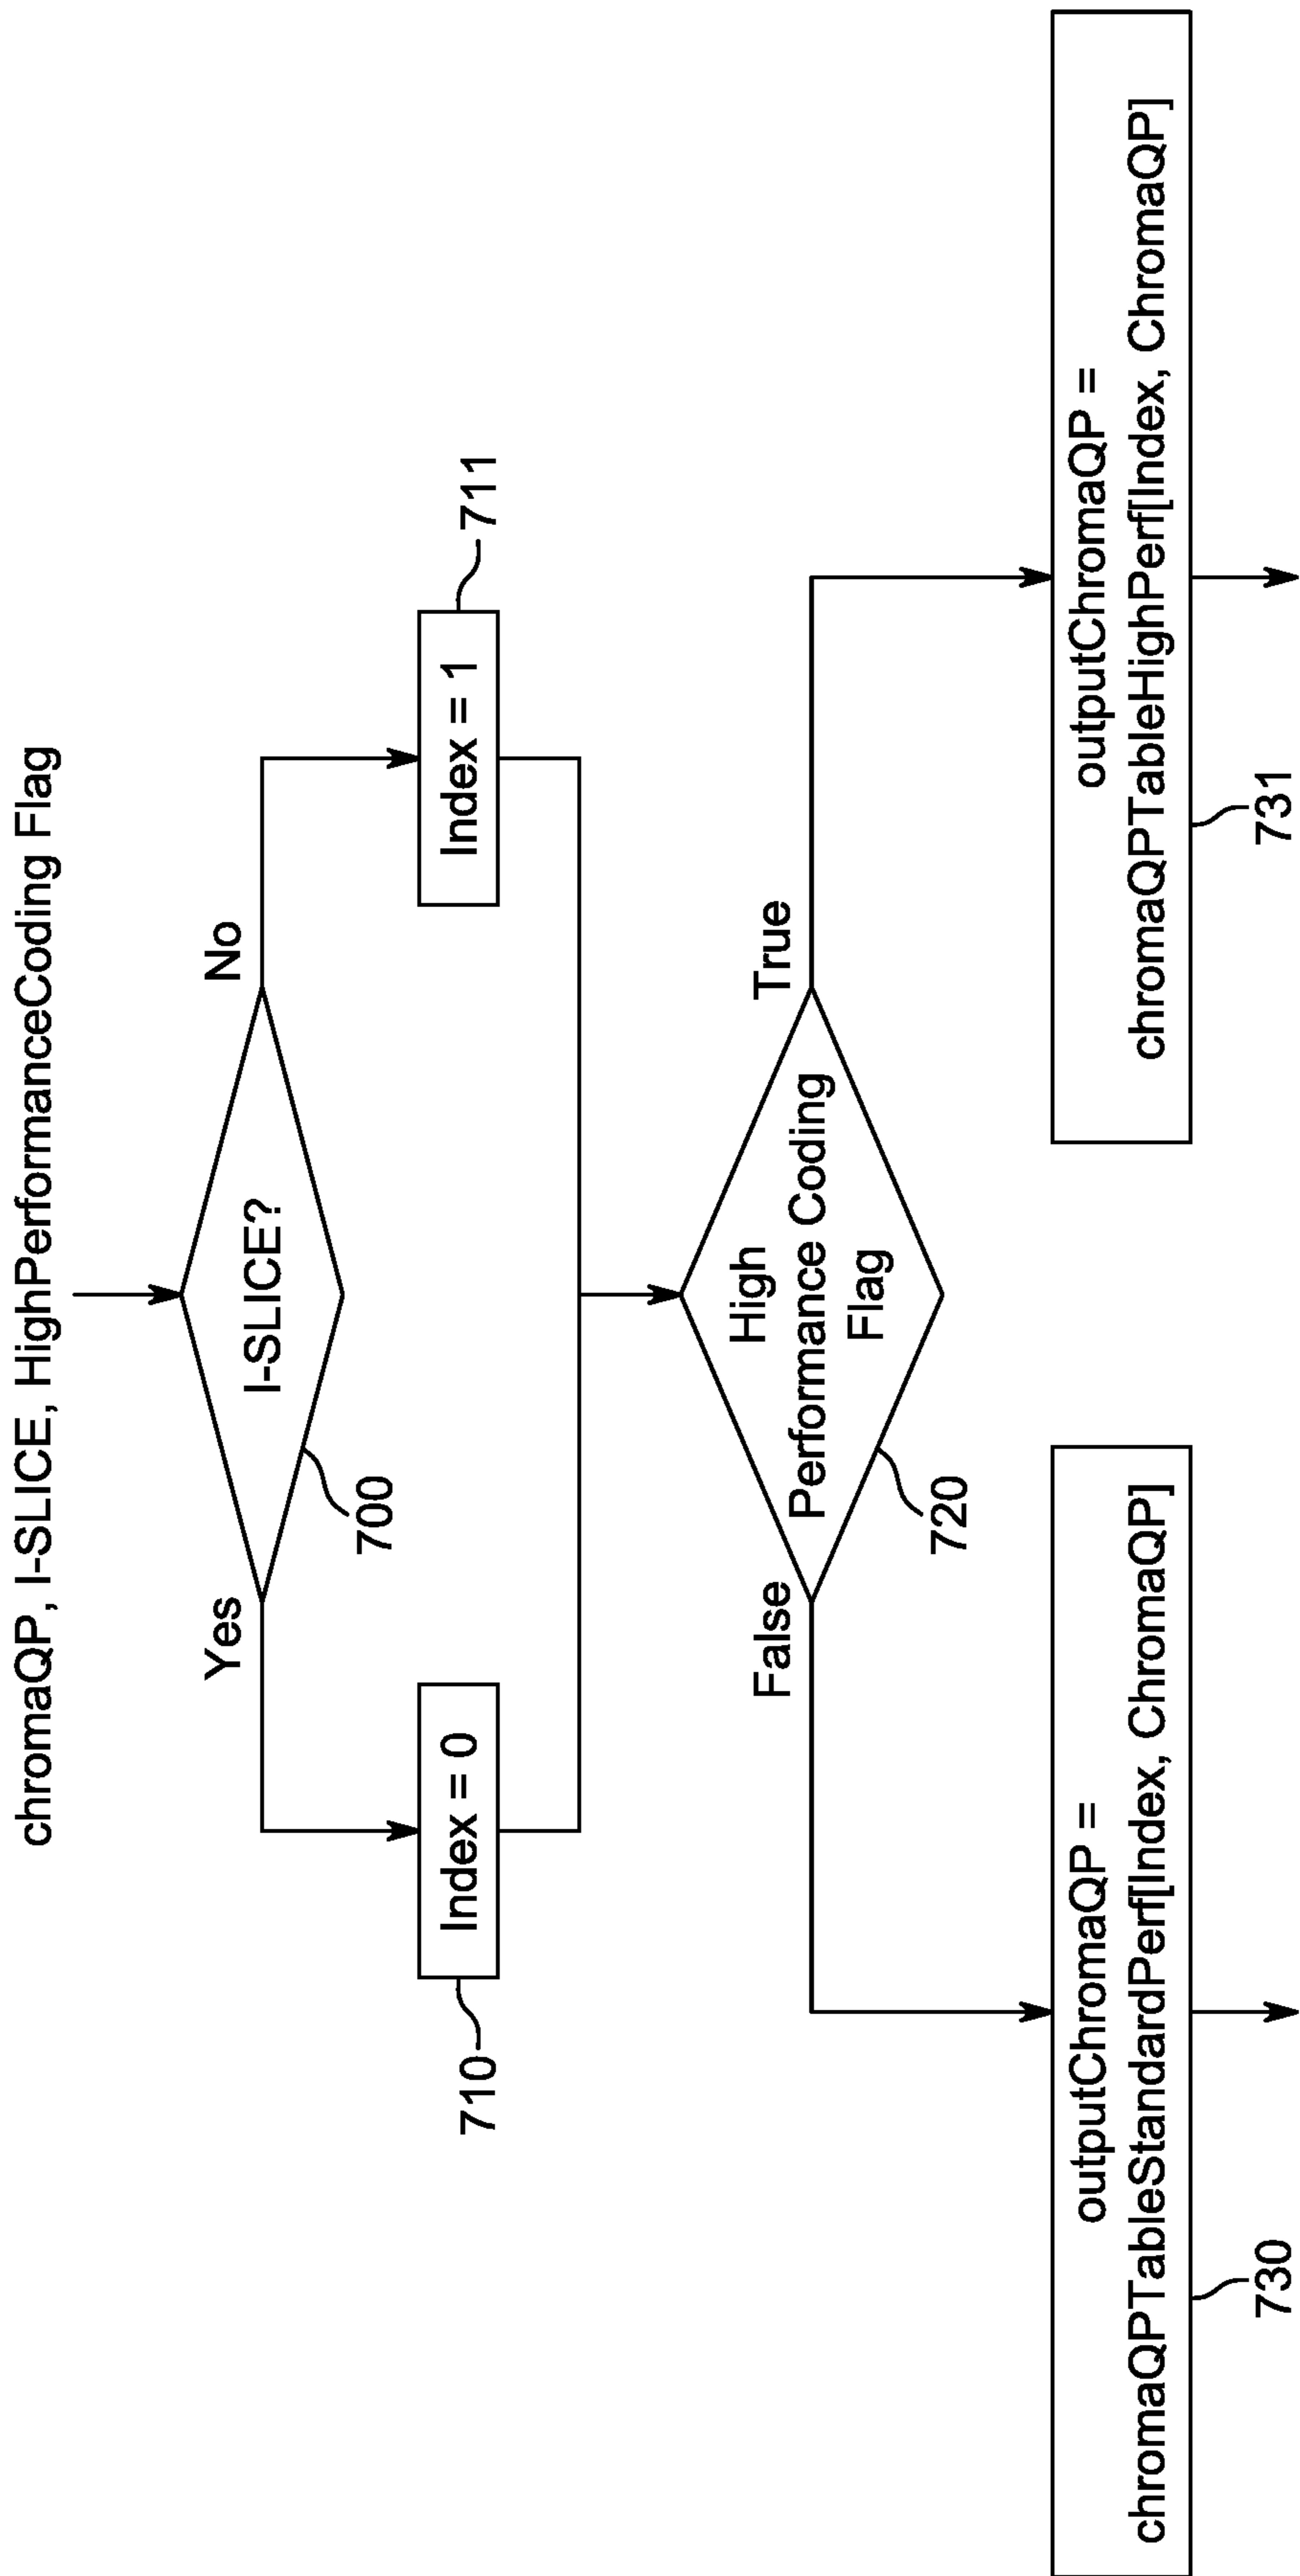 chromaQP, I-SLICE, HighPerformanceCoding Flag
I-SLICE?
700
Yes
No
Index = 0
710
Index = 1
711
High
Performance Coding
Flag
720
False
True
outputChromaQP =
chromaQPTableStandardPerf[Index, ChromaQP]
730
outputChromaQP =
chromaQPTableHighPerf[Index, ChromaQP]
731